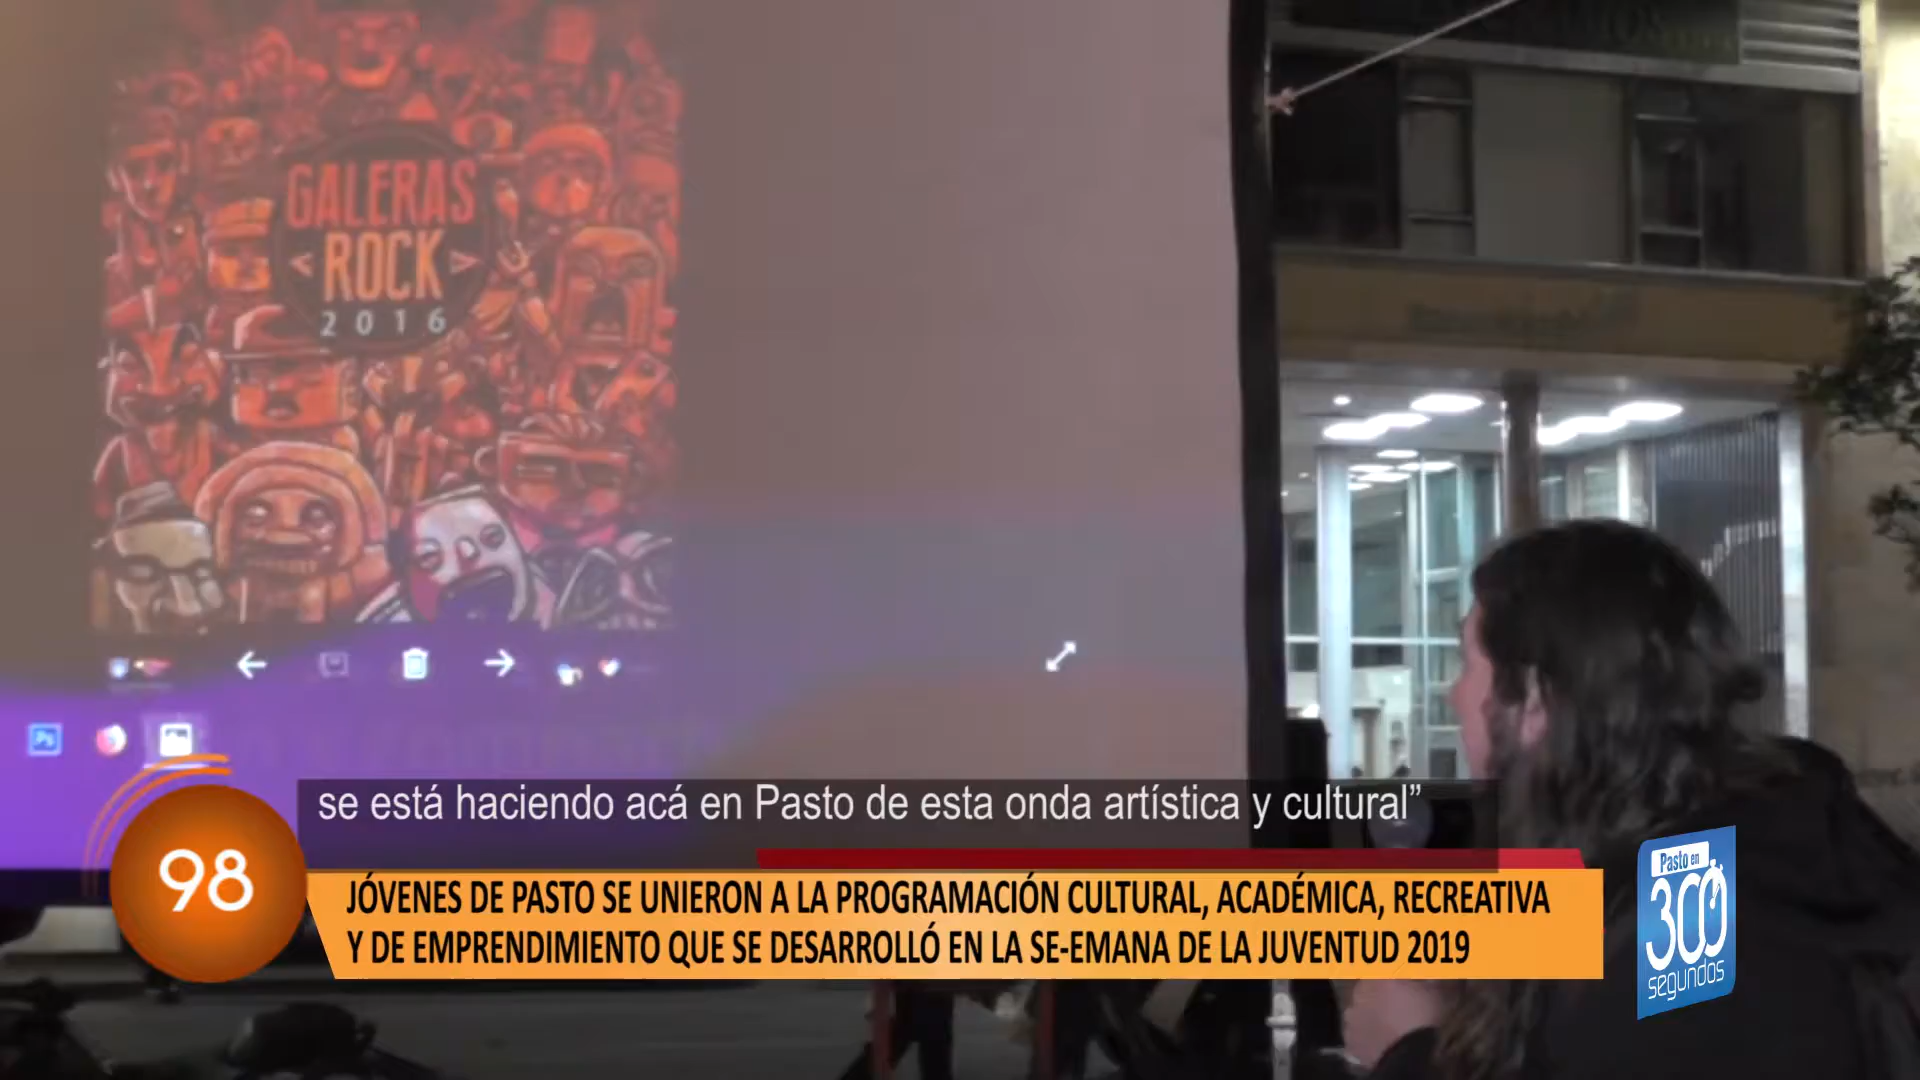 GALERAS
<ROCK>
2016
Ps
se está haciendo acá en Pasto de esta onda artística y cultural”
98
JÓVENES DE PASTO SE UNIERON A LA PROGRAMACIÓN CULTURAL, ACADÉMICA, RECREATIVA
Y DE EMPRENDIMIENTO QUE SE DESARROLLÓ EN LA SE-EMANA DE LA JUVENTUD 2019
Pasto en
300
segundos